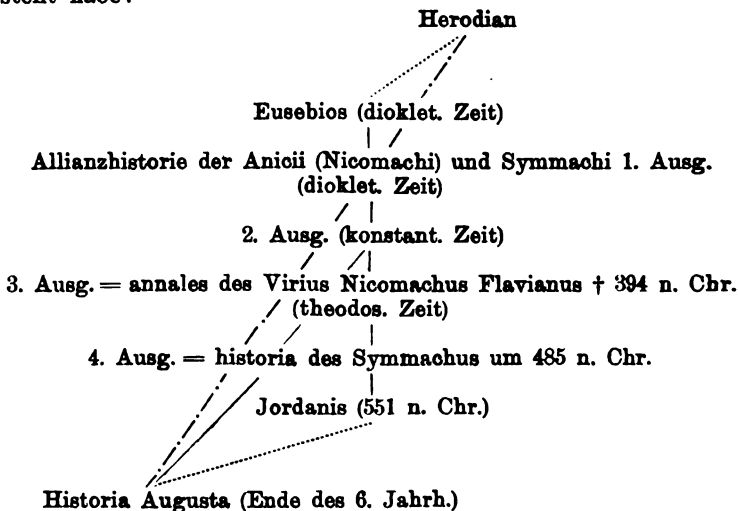 Herodian
Eusebios (dioklet. Zeit)
Allianzhistorie der Anicii (Nicomachi) und Symmachi 1. Ausg.
(dioklet. Zeit)
2. Ausg. (konstant. Zeit)
3. Ausg. = annales des Virius Nicomachus Flavianus † 394 n. Chr.
(theodos. Zeit)
4. Ausg. = historia des Symmachus um 485 n. Chr.
Jordanis (551 n. Chr.)
Historia Augusta (Ende des 6. Jahrh.)